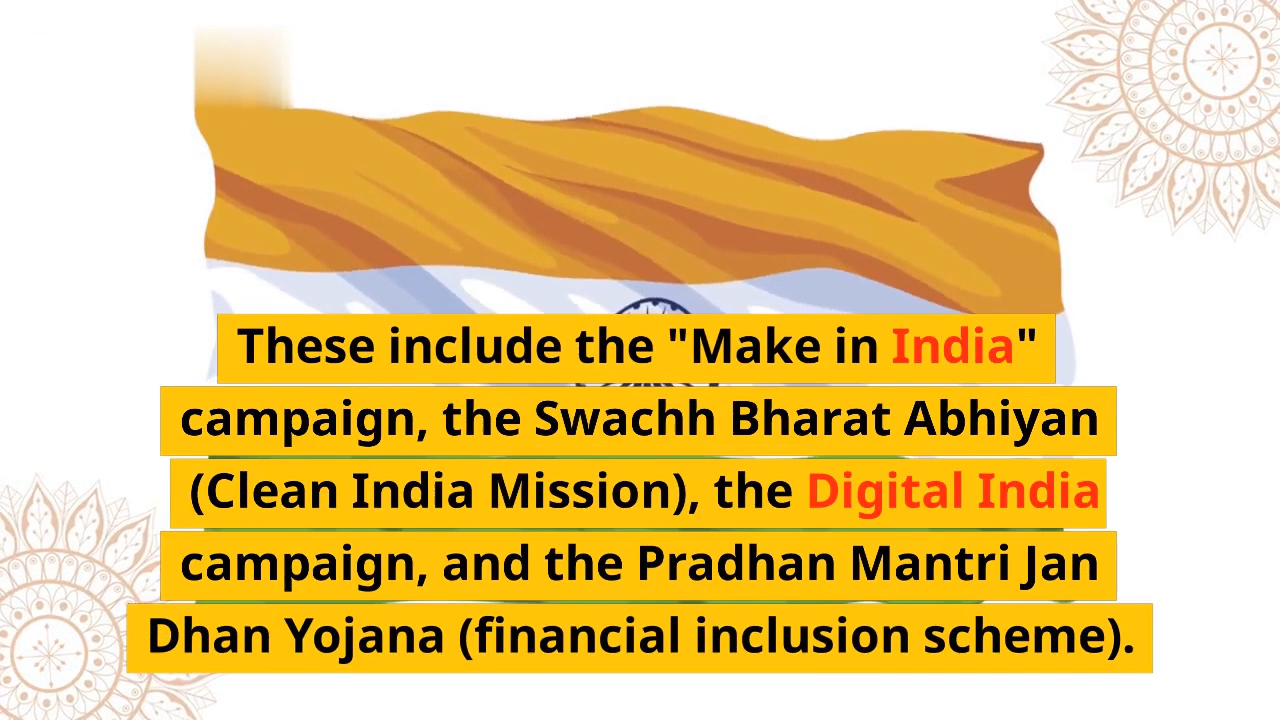 These include the "Make in India"
campaign, the Swachh Bharat Abhiyan
(Clean India Mission), the Digital India
campaign, and the Pradhan Mantri Jan
Dhan Yojana (financial inclusion scheme).